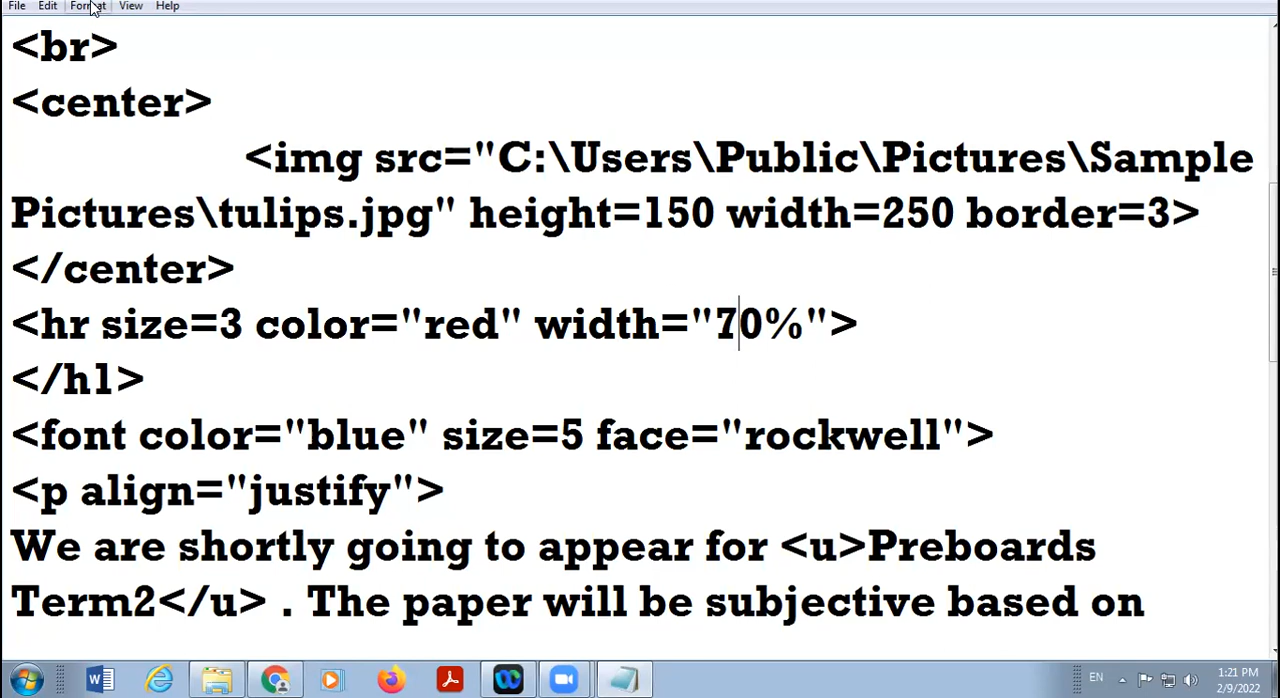 File Edit Format View Help
<br>
<center>
<img src="C:\Users\Public\Pictures\Sample
Pictures\tulips.jpg" height=150 width=250 border=3>
</center>
<hr size=3 color="red" width="70%">
</h1>
<font color="blue" size=5 face="rockwell">
<p align="justify">
We are shortly going to appear for <u>Preboards
Term2</u> . The paper will be subjective based on
EN
1:21 PM
2/9/2022